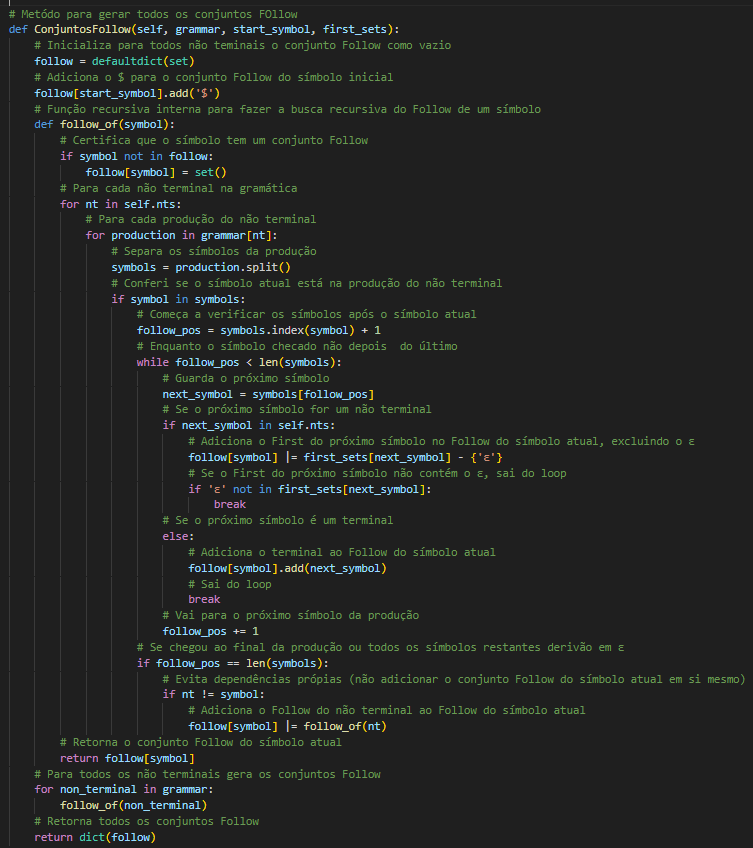 # Metódo para gerar todos os conjuntos FOllow
def ConjuntosFollow(self, grammar, start_symbol, first_sets):
    # Inicializa para todos não teminais o conjunto Follow como vazio
    follow = defaultdict(set)
    # Adiciona o $ para o conjunto Follow do símbolo inicial
    follow[start_symbol].add('$')
    # Função recursiva interna para fazer a busca recursiva do Follow de um símbolo
    def follow_of(symbol):
        # Certifica que o símbolo tem um conjunto Follow
        if symbol not in follow:
            follow[symbol] = set()
        # Para cada não terminal na gramática
        for nt in self.nts:
            # Para cada produção do não terminal
            for production in grammar[nt]:
                # Separa os símbolos da produção
                symbols = production.split()
                # Conferi se o símbolo atual está na produção do não terminal
                if symbol in symbols:
                    # Começa a verificar os símbolos após o símbolo atual
                    follow_pos = symbols.index(symbol) + 1
                    # Enquanto o símbolo checado não depois  do último
                    while follow_pos < len(symbols):
                        # Guarda o próximo símbolo
                        next_symbol = symbols[follow_pos]
                        # Se o próximo símbolo for um não terminal
                        if next_symbol in self.nts:
                            # Adiciona o First do próximo símbolo no Follow do símbolo atual, excluindo o ε
                            follow[symbol] |= first_sets[next_symbol] - {'ε'}
                            # Se o First do próximo símbolo não contém o ε, sai do loop
                            if 'ε' not in first_sets[next_symbol]:
                                break
                        # Se o próximo símbolo é um terminal
                        else:
                            # Adiciona o terminal ao Follow do símbolo atual
                            follow[symbol].add(next_symbol)
                            # Sai do loop
                            break
                        # Vai para o próximo símbolo da produção
                        follow_pos += 1
                    # Se chegou ao final da produção ou todos os símbolos restantes derivão em ε
                    if follow_pos == len(symbols):
                        # Evita dependências própias (não adicionar o conjunto Follow do símbolo atual em si mesmo)
                        if nt != symbol:
                            # Adiciona o Follow do não terminal ao Follow do símbolo atual
                            follow[symbol] |= follow_of(nt)
        # Retorna o conjunto Follow do símbolo atual
        return follow[symbol]
    # Para todos os não terminais gera os conjuntos Follow
    for non_terminal in grammar:
        follow_of(non_terminal)
    # Retorna todos os conjuntos Follow
    return dict(follow)